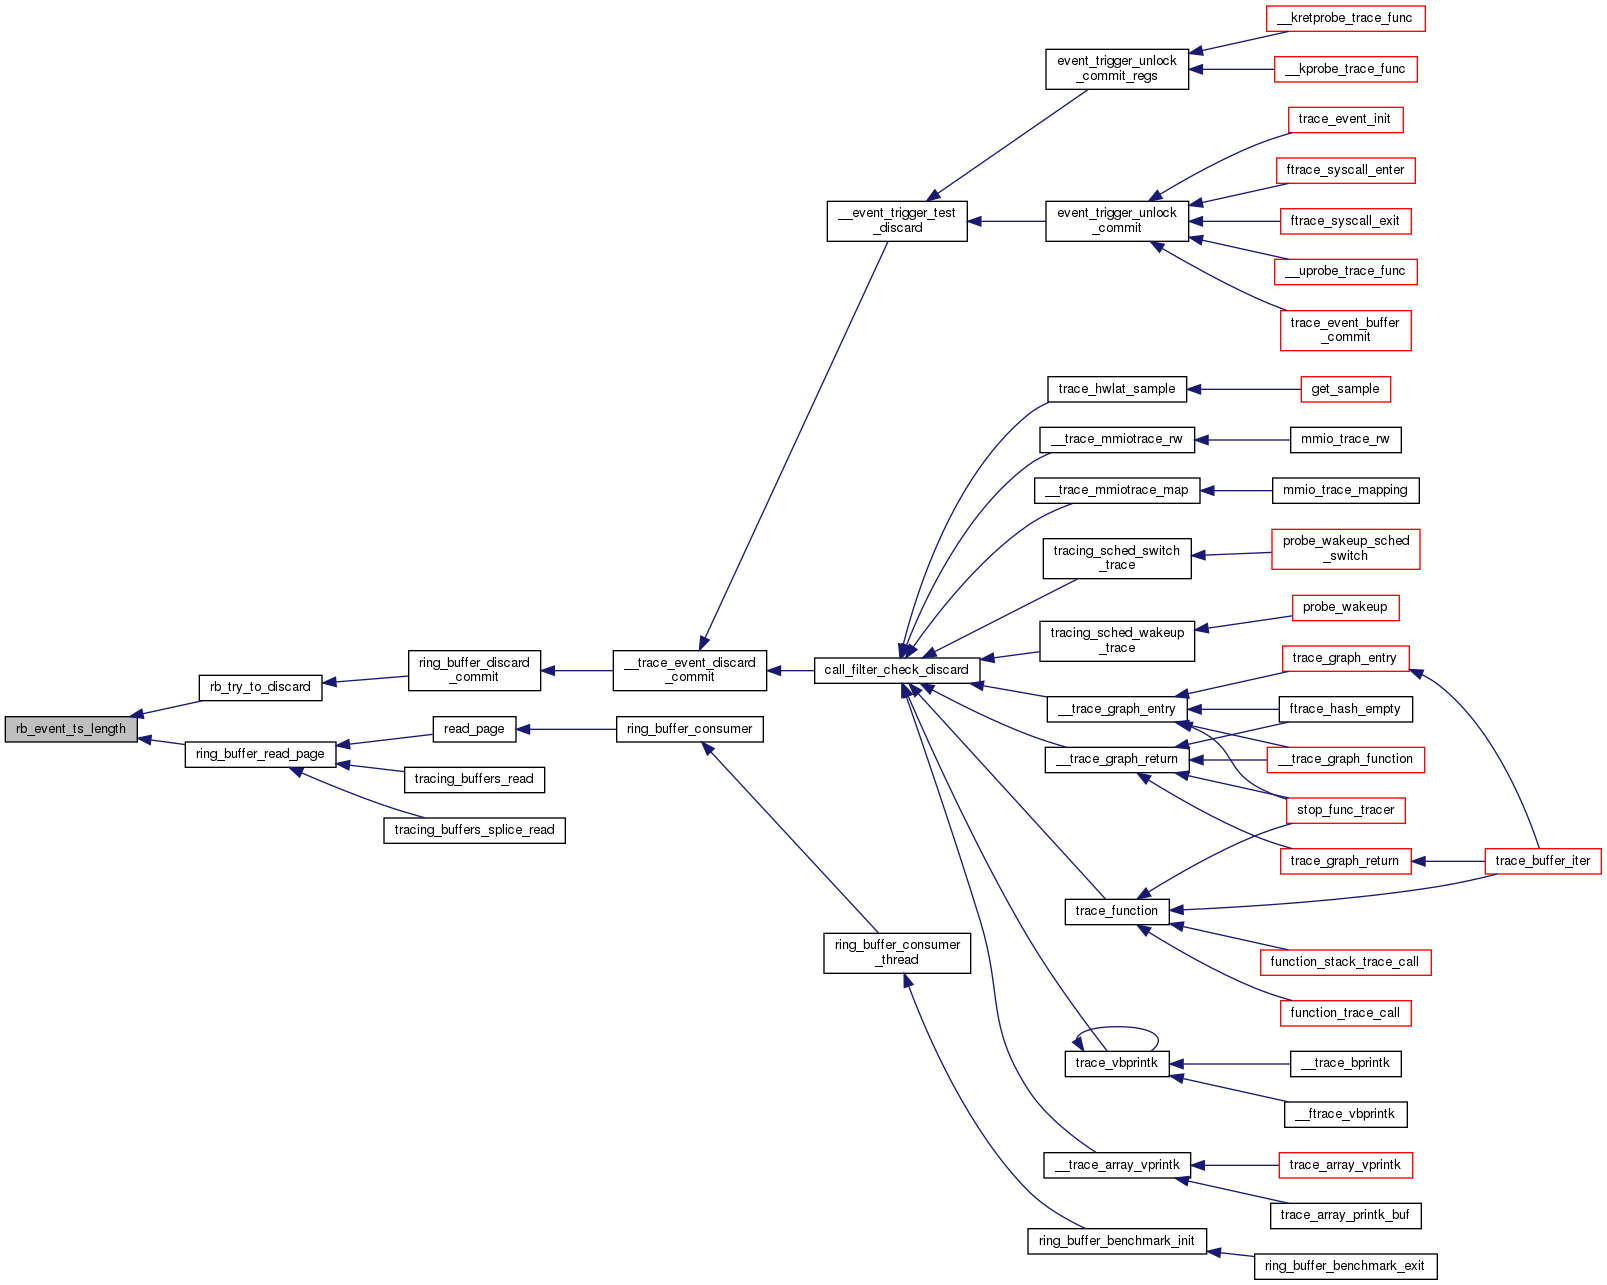 rb_event_ts_length
rb_try_to_discard
ring_buffer_read_page
ring_buffer_discard
_commit
read_page
tracing_buffers_read
tracing_buffers_splice_read
__trace_event_discard
_commit
ring_buffer_consumer
__event_trigger_test
_discard
call_filter_check_discard
ring_buffer_consumer
_thread
event_trigger_unlock
_commit_regs
event_trigger_unlock
_commit
trace_hwlat_sample
__trace_mmiotrace_rw
__trace_mmiotrace_map
tracing_sched_switch
_trace
tracing_sched_wakeup
_trace
__trace_graph_entry
__trace_graph_return
trace_function
trace_vbprintk
__trace_array_vprintk
ring_buffer_benchmark_init
__kretprobe_trace_func
__kprobe_trace_func
trace_event_init
ftrace_syscall_enter
ftrace_syscall_exit
__uprobe_trace_func
trace_event_buffer
_commit
get_sample
mmio_trace_rw
mmio_trace_mapping
probe_wakeup_sched
_switch
probe_wakeup
trace_graph_entry
ftrace_hash_empty
__trace_graph_function
stop_func_tracer
trace_graph_return
function_stack_trace_call
function_trace_call
__trace_bprintk
__ftrace_vbprintk
trace_array_vprintk
trace_array_printk_buf
ring_buffer_benchmark_exit
trace_buffer_iter